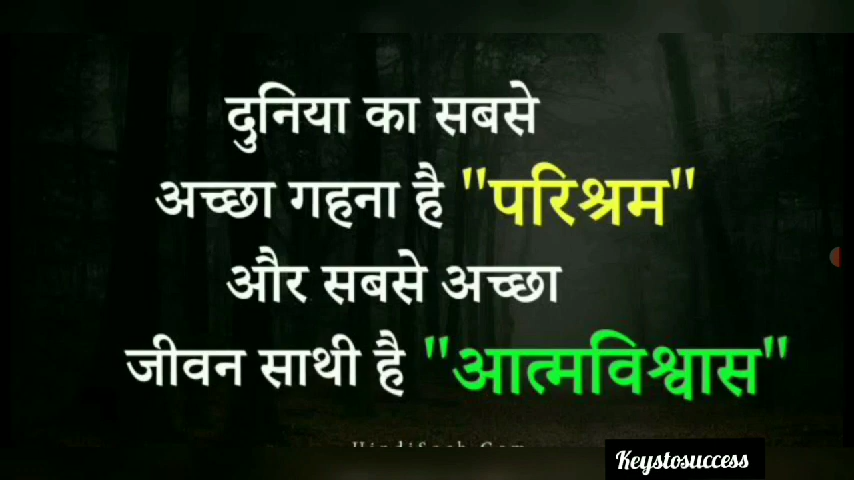 दुनिया का सबसे
अच्छा गहना है "परिश्रम"
और सबसे अच्छा
जीवन साथी है "आत्मविश्वास"
Keystosuccess